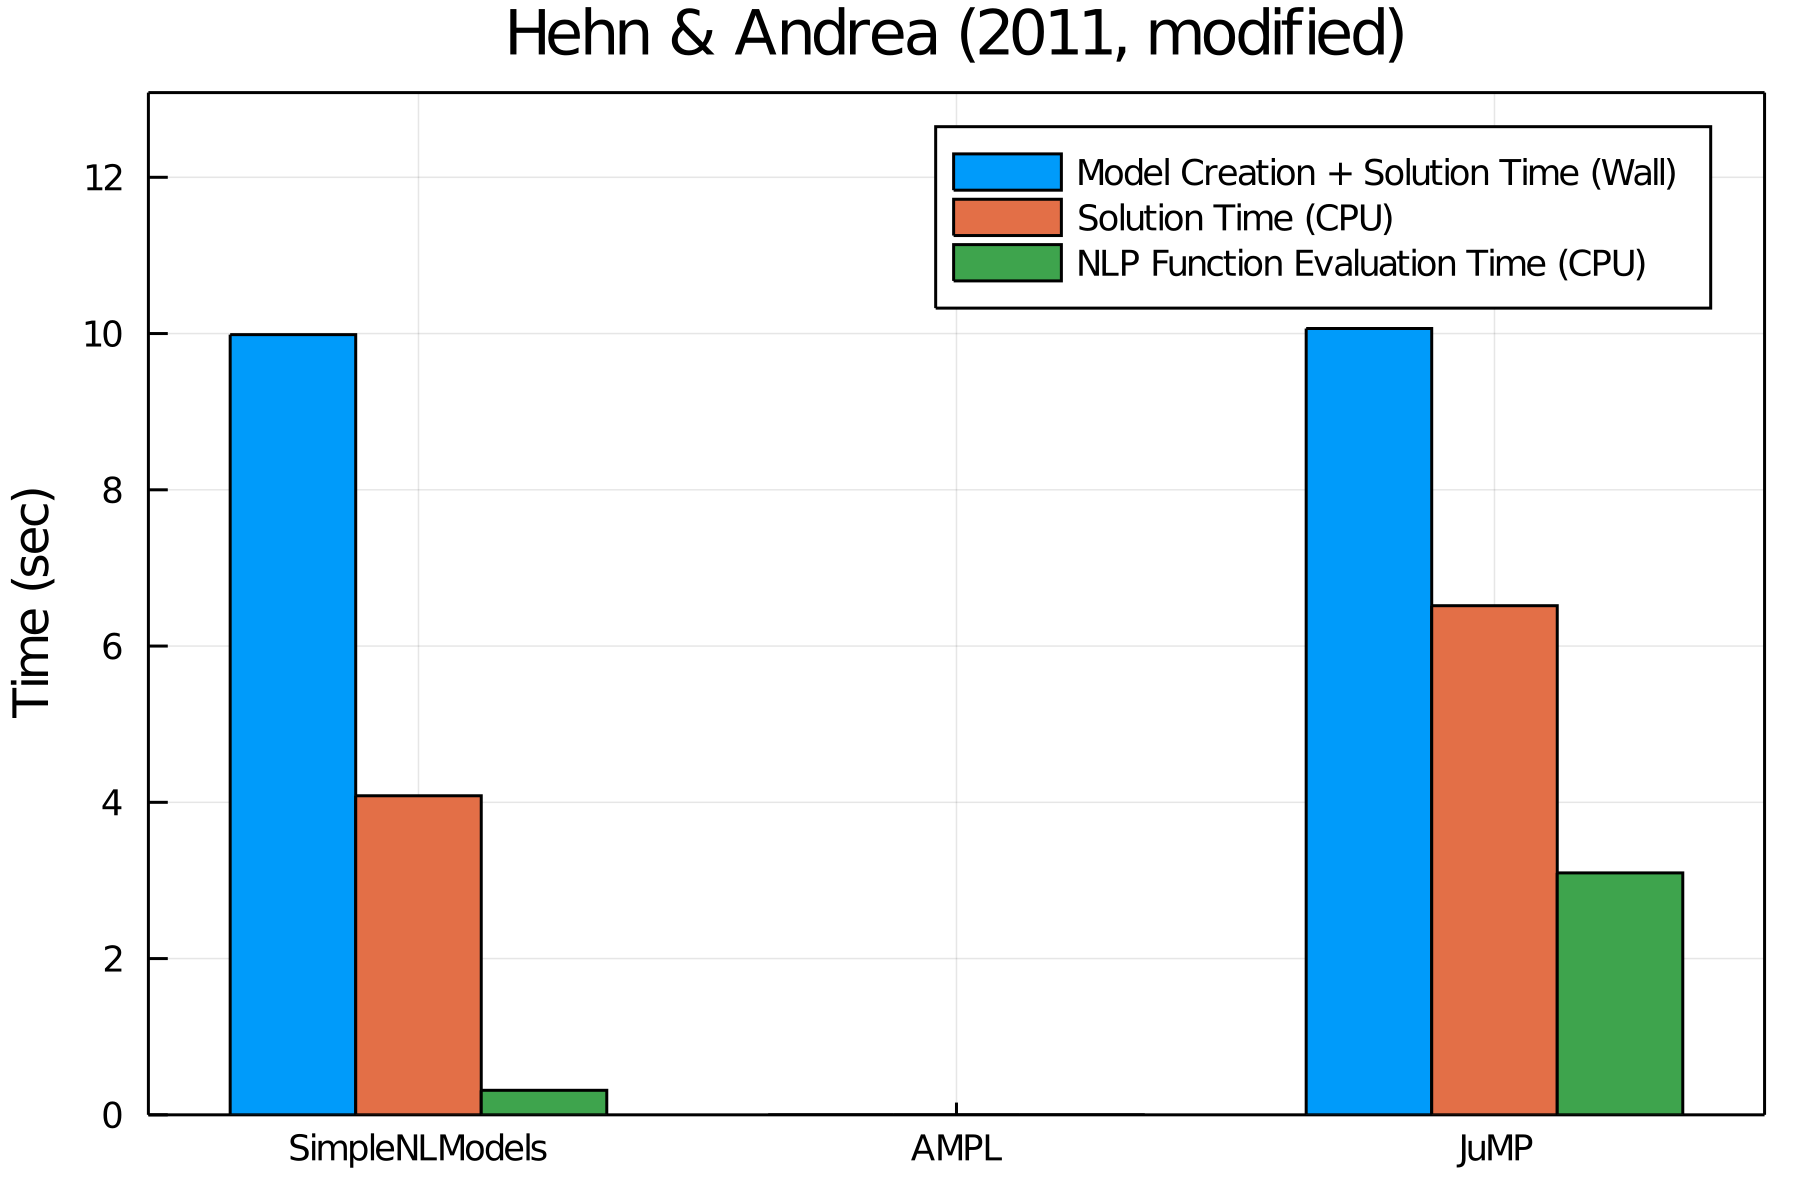 Hehn & Andrea (2011, modified)
Model Creation + Solution Time (Wall)
Solution Time (CPU)
NLP Function Evaluation Time (CPU)
Time (sec)
12
10
8
6
4
2
0
SimpleNLModels
AMPL
JuMP